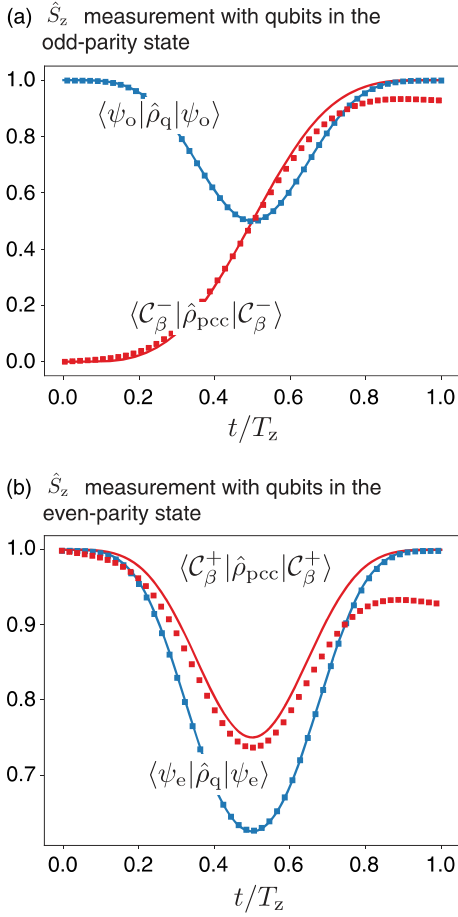 (a) Ŝz measurement with qubits in the
odd-parity state
1.0
0.8
0.6
0.4
0.2
0.0
⟨ψo|ρ̂q|ψo⟩
⟨𝒞β−|ρ̂pcc|𝒞β−⟩
0.0 0.2 0.4 0.6 0.8 1.0
t/Tz
(b) Ŝz measurement with qubits in the
even-parity state
1.0
0.9
0.8
0.7
⟨𝒞β+|ρ̂pcc|𝒞β+⟩
⟨ψe|ρ̂q|ψe⟩
0.0 0.2 0.4 0.6 0.8 1.0
t/Tz